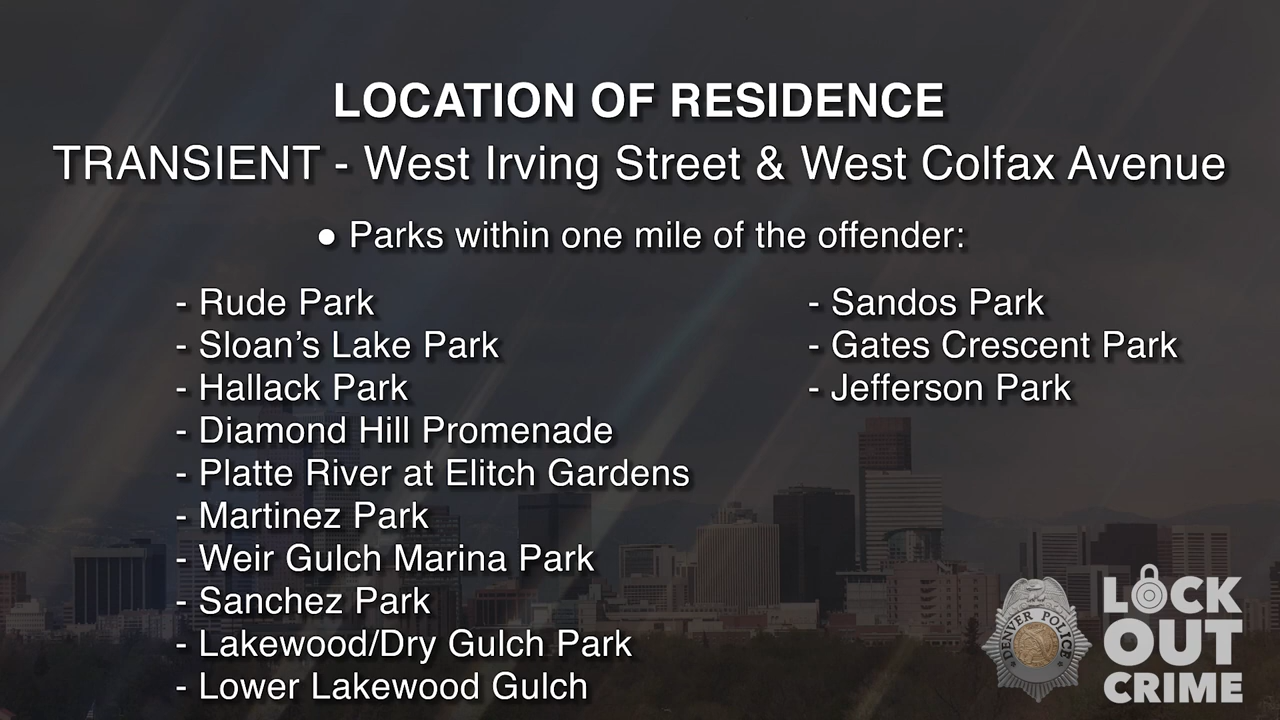 LOCATION OF RESIDENCE
TRANSIENT - West Irving Street & West Colfax Avenue
● Parks within one mile of the offender:
- Rude Park
- Sloan’s Lake Park
- Hallack Park
- Diamond Hill Promenade
- Platte River at Elitch Gardens
- Martinez Park
- Weir Gulch Marina Park
- Sanchez Park
- Lakewood/Dry Gulch Park
- Lower Lakewood Gulch
- Sandos Park
- Gates Crescent Park
- Jefferson Park
DENVER POLICE
LOCK
OUT
CRIME